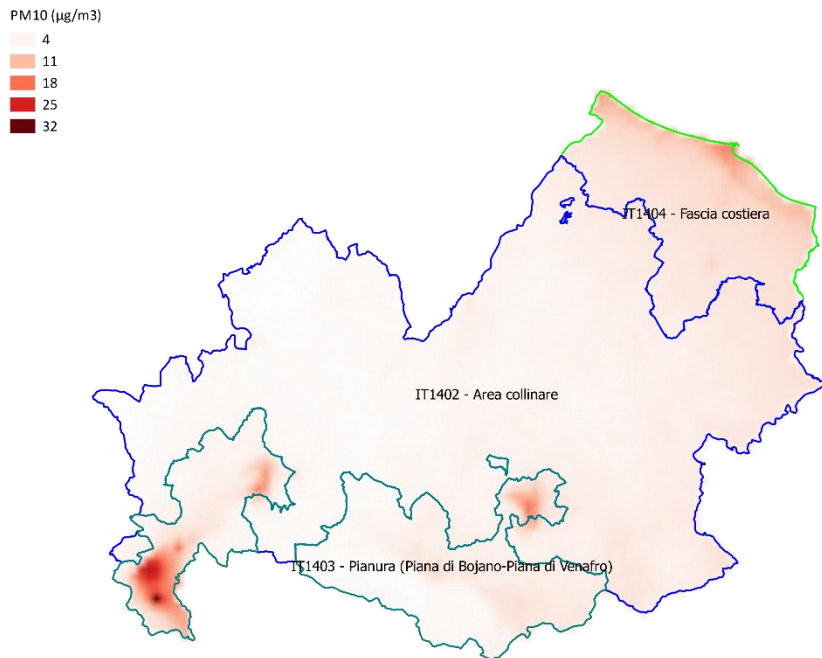 PM10 (µg/m3)
4
11
18
25
32
IT1404 - Fascia costiera
IT1402 - Area collinare
IT1403 - Pianura (Piana di Bojano-Piana di Venafro)